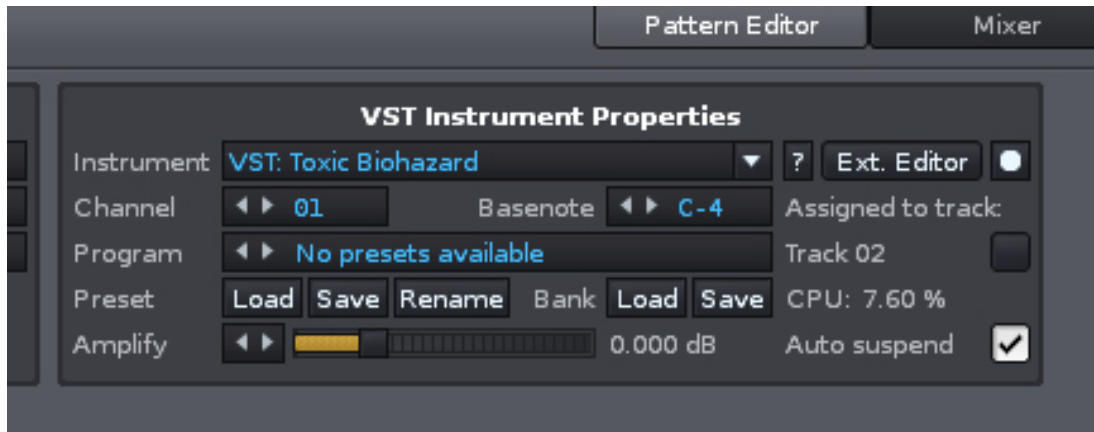 Pattern Editor Mixer
VST Instrument Properties
Instrument VST: Toxic Biohazard ? Ext. Editor
Channel 01 Basenote C-4 Assigned to track:
Program No presets available Track 02
Preset Load Save Rename Bank Load Save CPU: 7.60 %
Amplify 0.000 dB Auto suspend